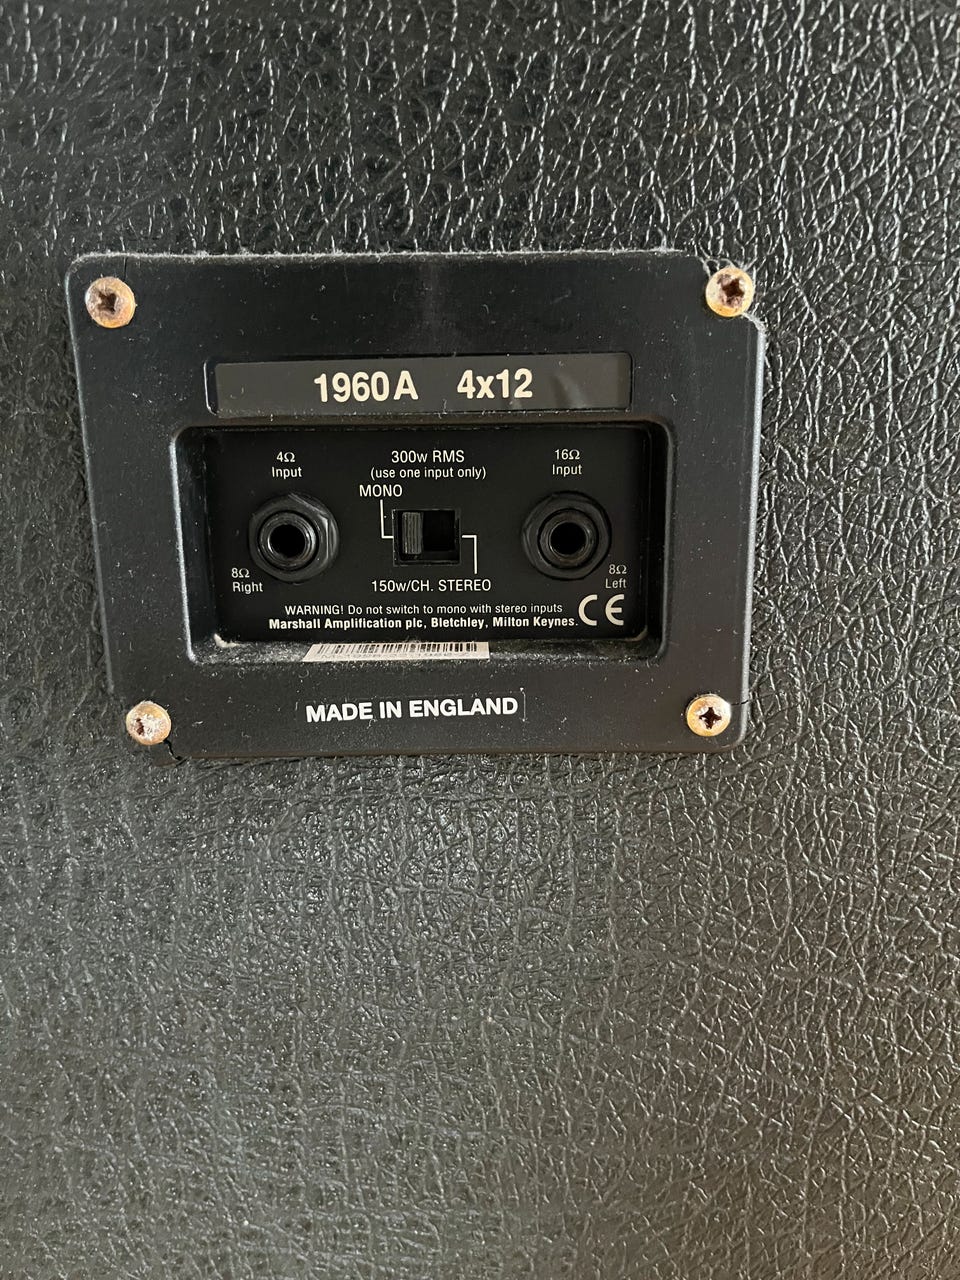 1960A 4x12
4Ω
Input
300w RMS
(use one input only)
16Ω
Input
MONO
8Ω
Right
150w/CH. STEREO
8Ω
Left
WARNING! Do not switch to mono with stereo inputs
Marshall Amplification plc, Bletchley, Milton Keynes.
CE
MADE IN ENGLAND